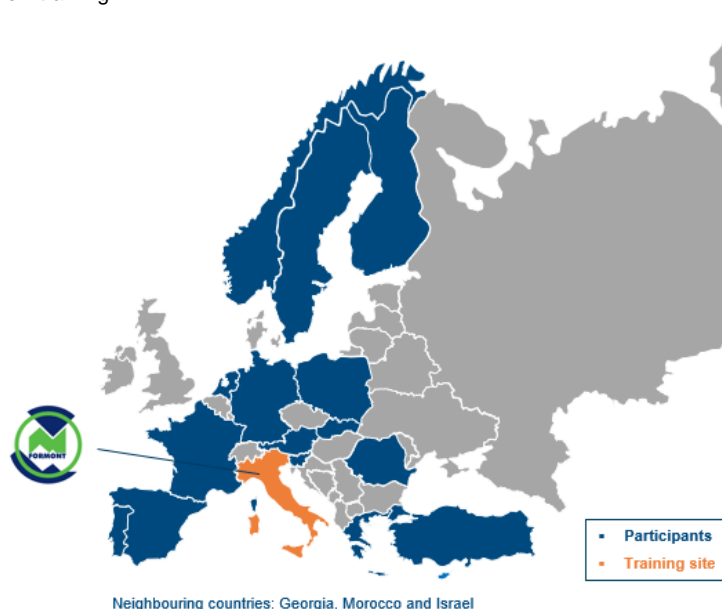 FORMONT
Participants
Training site
Neighbouring countries: Georgia, Morocco and Israel